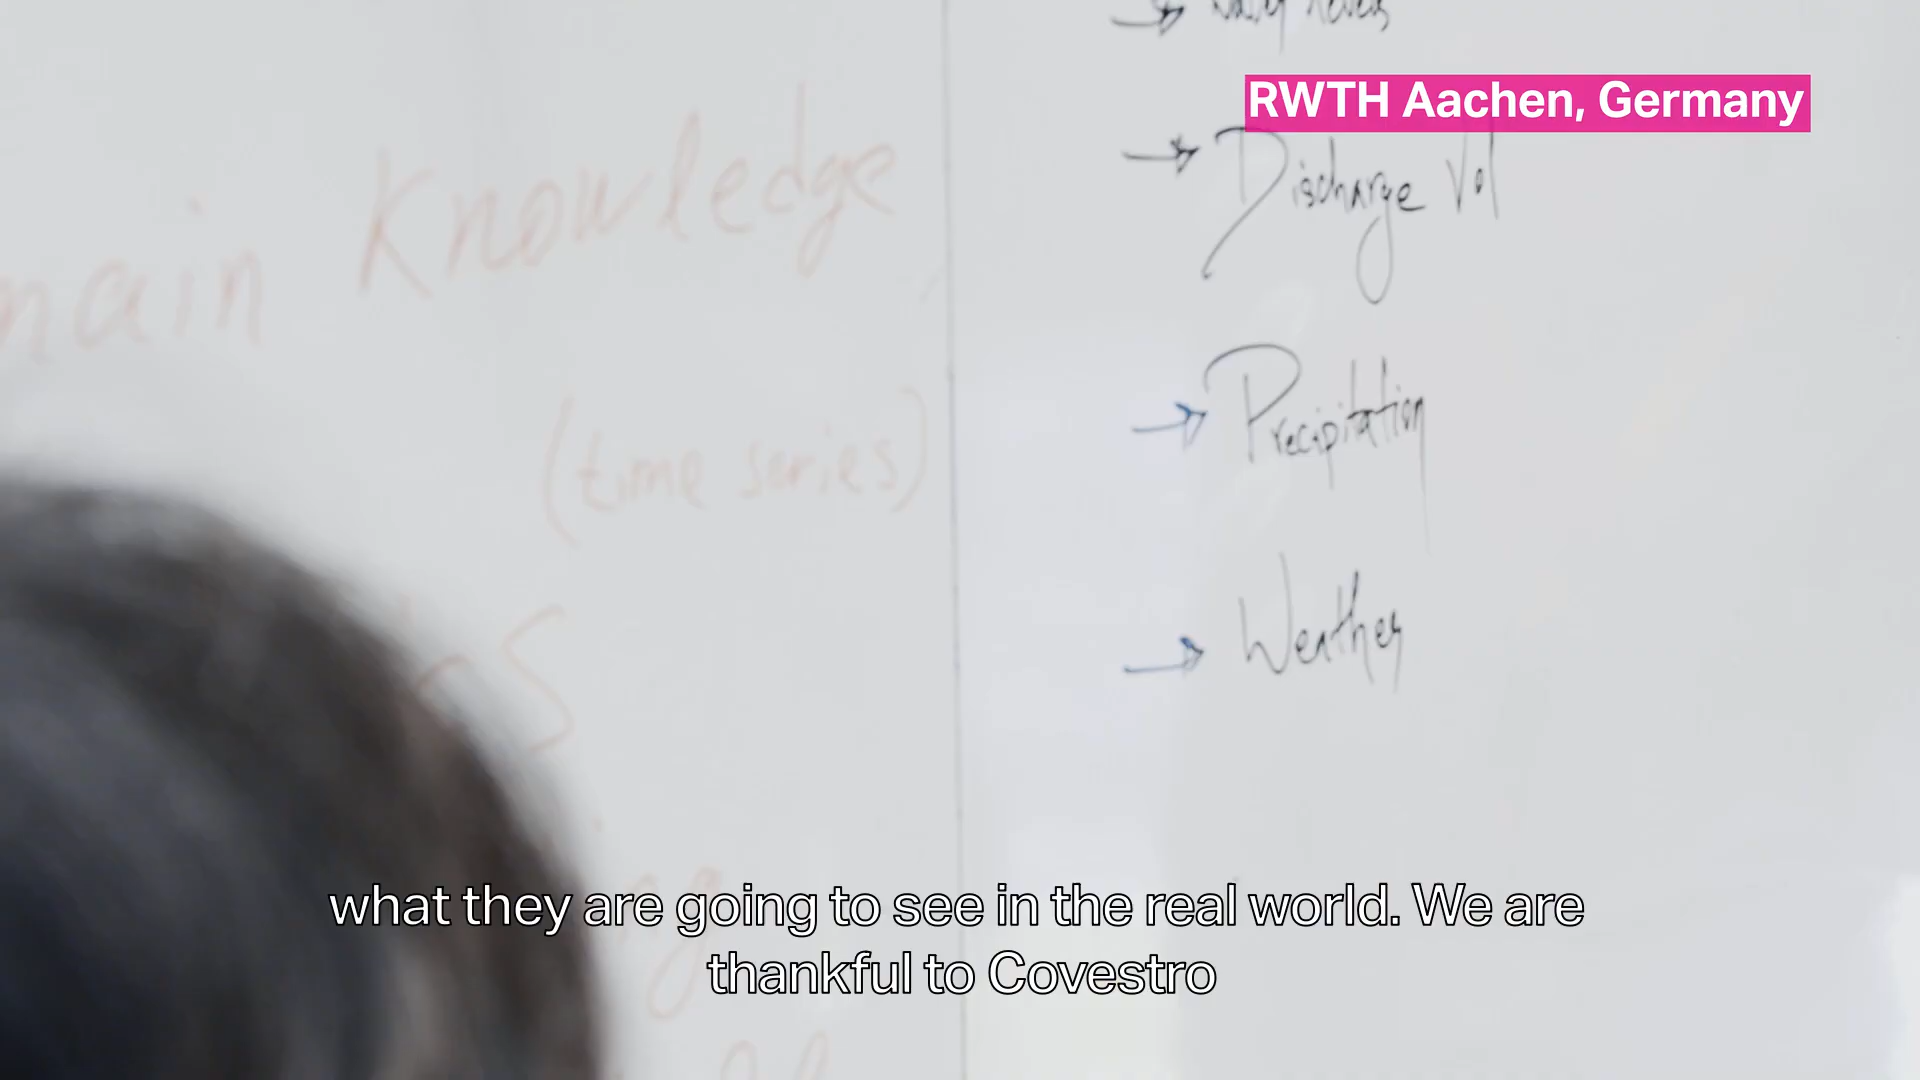 RWTH Aachen, Germany
main Knowledge
(time series)
Discharge Vol
Precipitation
Weather
what they are going to see in the real world. We are
thankful to Covestro